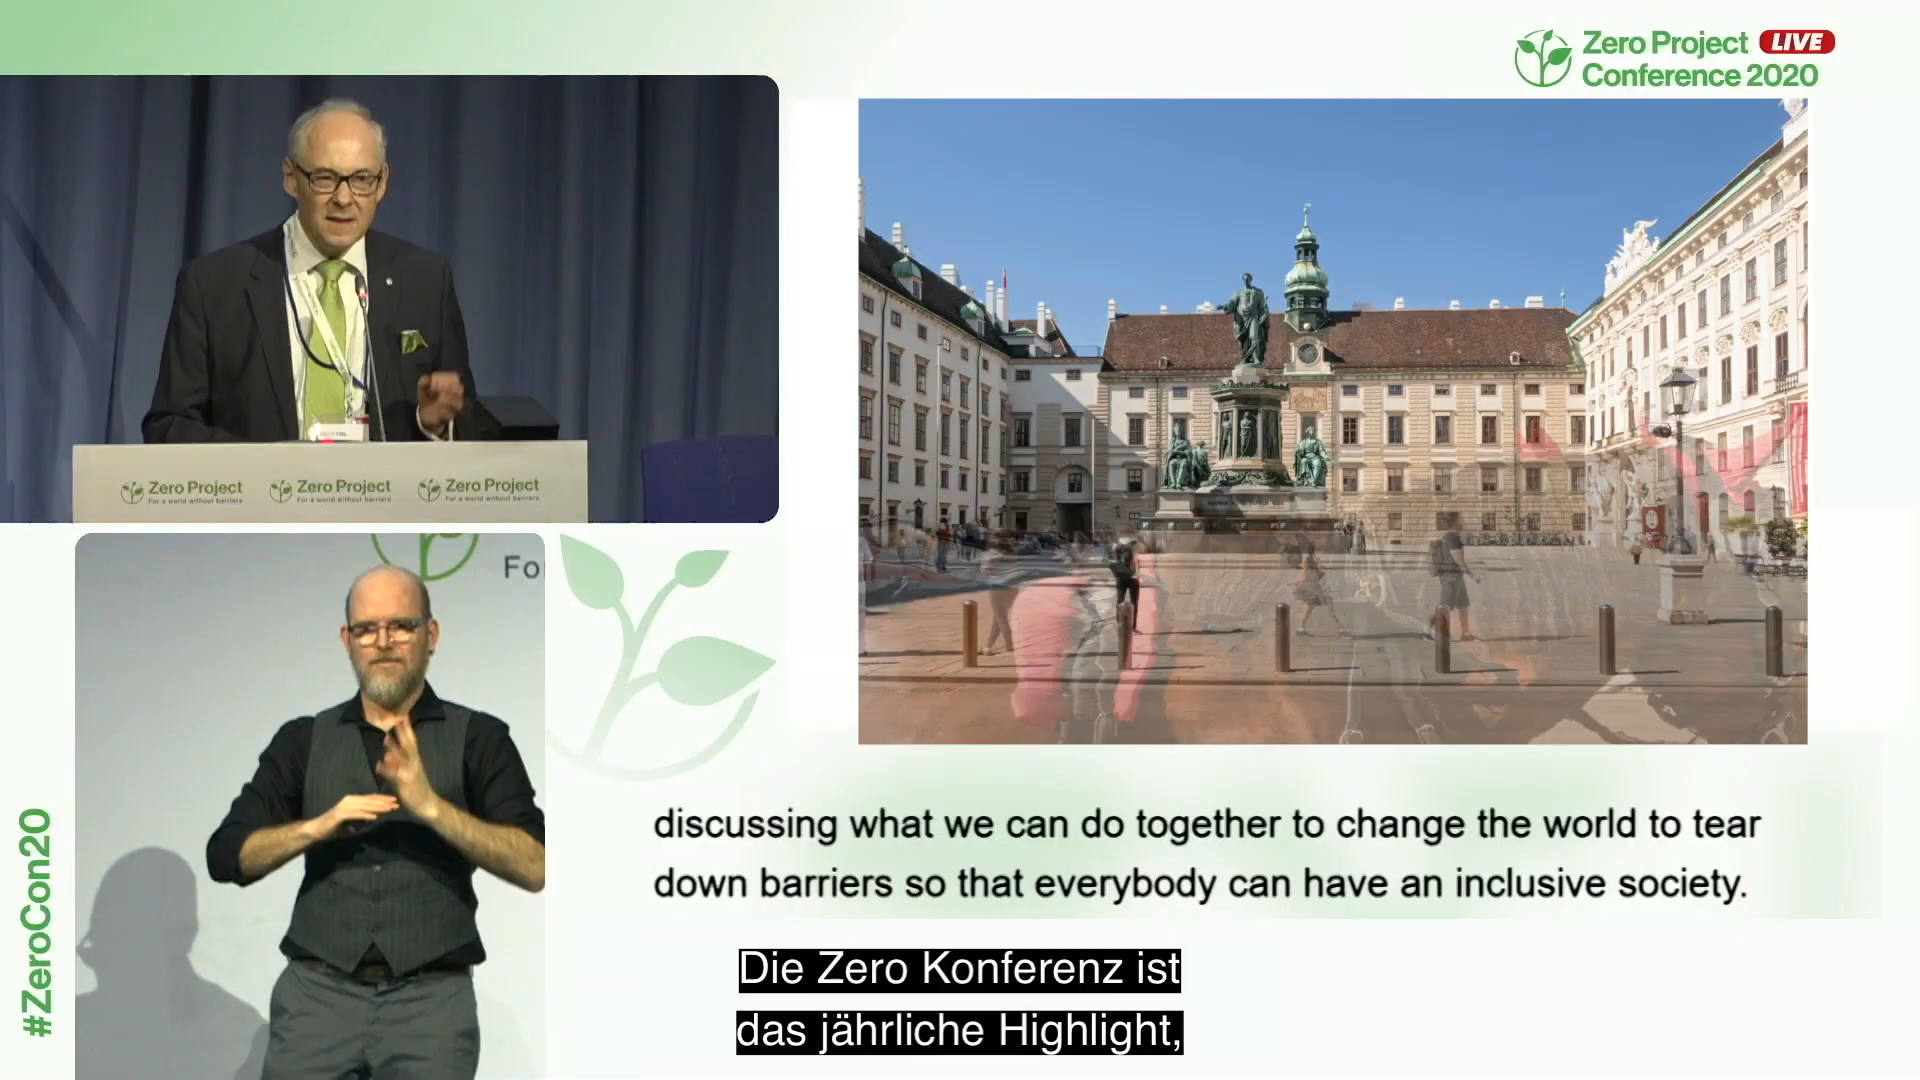 Zero Project LIVE
Conference 2020
Zero Project
For a world without barriers
Zero Project
For a world without barriers
Zero Project
For a world without barriers
Fo
#ZeroCon20
discussing what we can do together to change the world to tear
down barriers so that everybody can have an inclusive society.
Die Zero Konferenz ist
das jährliche Highlight,